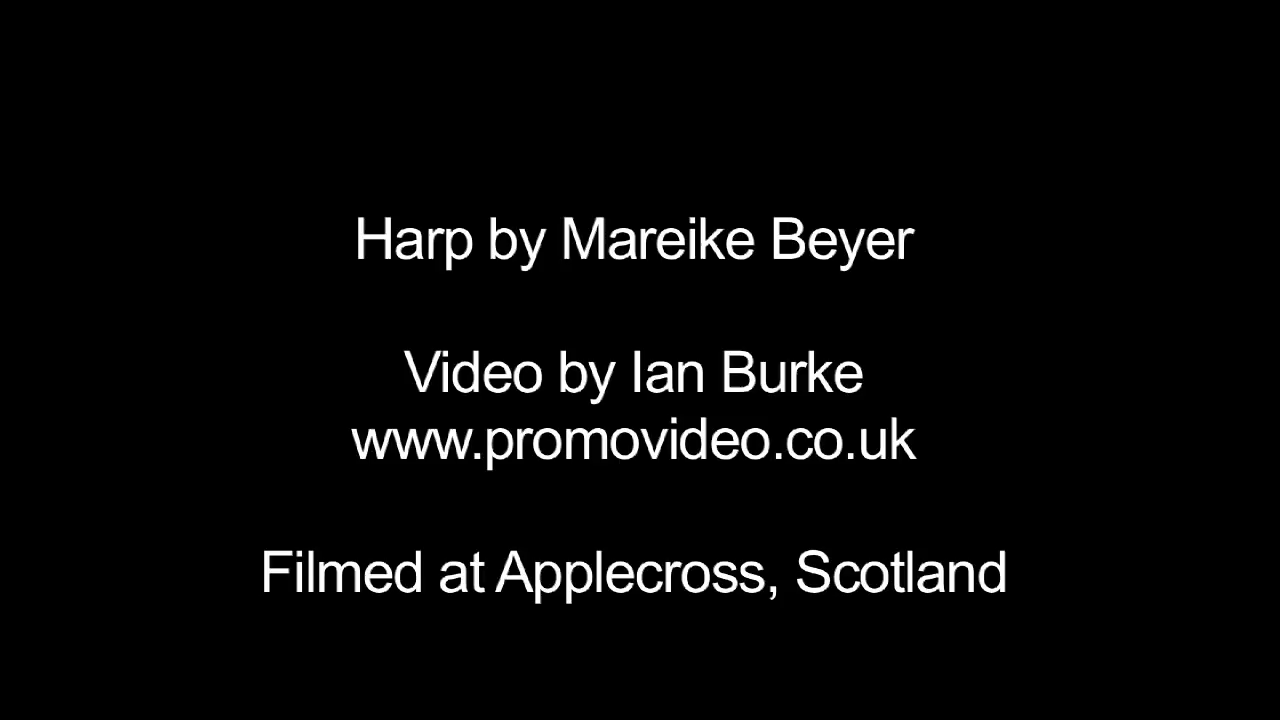 Harp by Mareike Beyer
Video by Ian Burke
www.promovideo.co.uk
Filmed at Applecross, Scotland